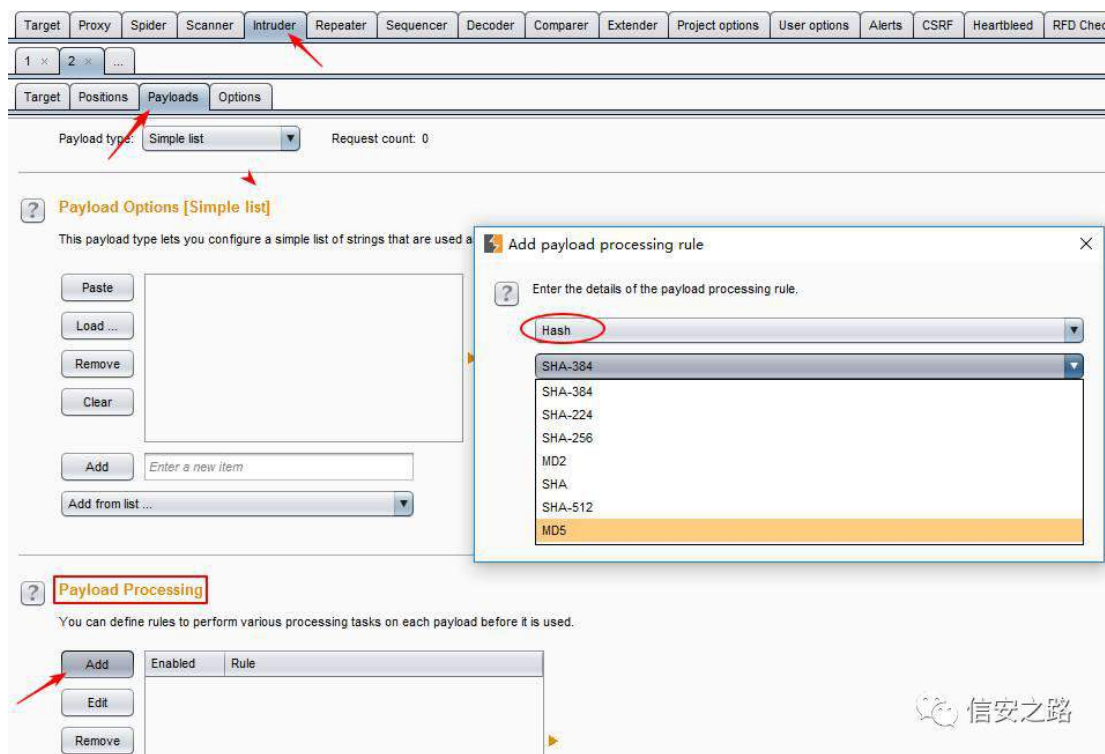 Target Proxy Spider Scanner Intruder Repeater Sequencer Decoder Comparer Extender Project options User options Alerts CSRF Heartbleed RFD Chec
1 × 2 × ...
Target Positions Payloads Options
Payload type: Simple list Request count: 0
? Payload Options [Simple list]
This payload type lets you configure a simple list of strings that are used a
Paste
Load ...
Remove
Clear
Add Enter a new item
Add from list ...
Add payload processing rule
? Enter the details of the payload processing rule.
Hash
SHA-384
SHA-384
SHA-224
SHA-256
MD2
SHA
SHA-512
MD5
? Payload Processing
You can define rules to perform various processing tasks on each payload before it is used.
Add Enabled Rule
Edit
Remove
信安之路